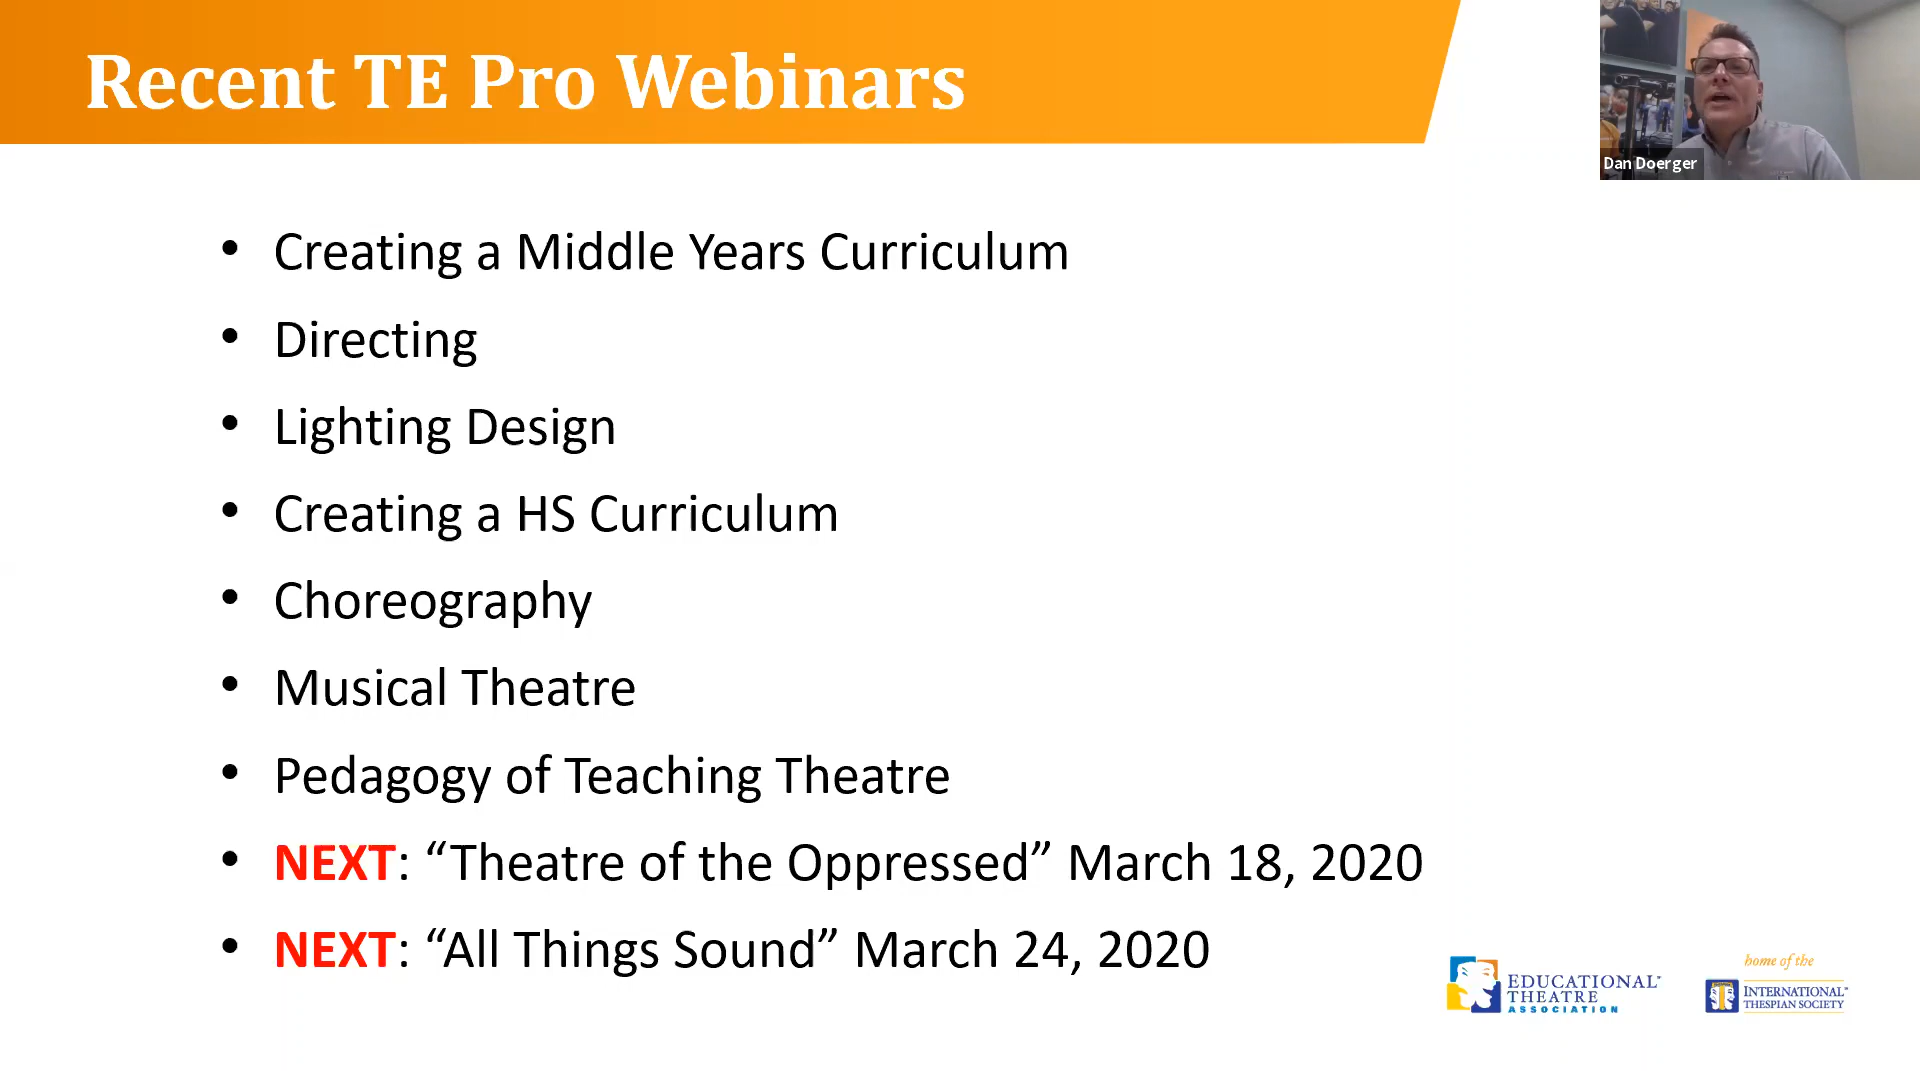 Recent TE Pro Webinars
Dan Doerger
• Creating a Middle Years Curriculum
• Directing
• Lighting Design
• Creating a HS Curriculum
• Choreography
• Musical Theatre
• Pedagogy of Teaching Theatre
• NEXT: “Theatre of the Oppressed” March 18, 2020
• NEXT: “All Things Sound” March 24, 2020
EDUCATIONAL
THEATRE
ASSOCIATION
home of the
INTERNATIONAL
THESPIAN SOCIETY